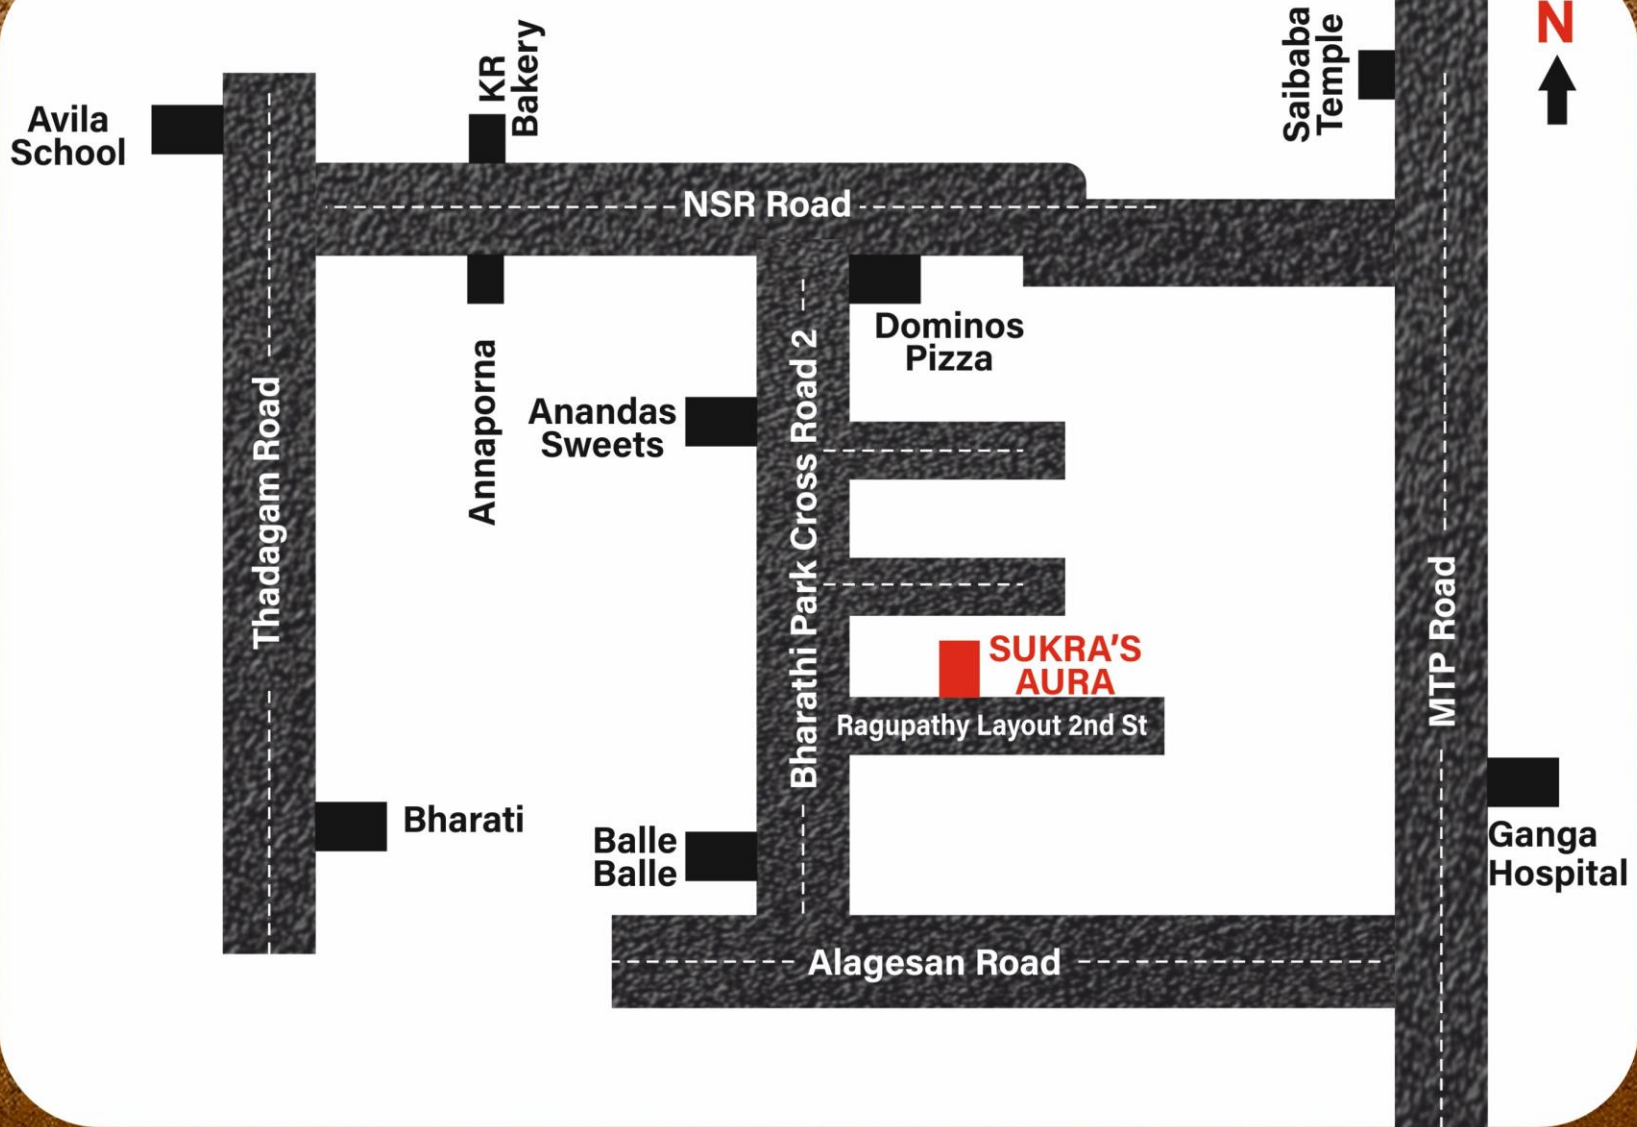 N
Saibaba
Temple
KR
Bakery
Avila
School
NSR Road
Dominos
Pizza
Annaporna
Anandas
Sweets
Thadagam Road
Bharathi Park Cross Road 2
MTP Road
SUKRA'S
AURA
Ragupathy Layout 2nd St
Bharati
Balle
Balle
Ganga
Hospital
Alagesan Road